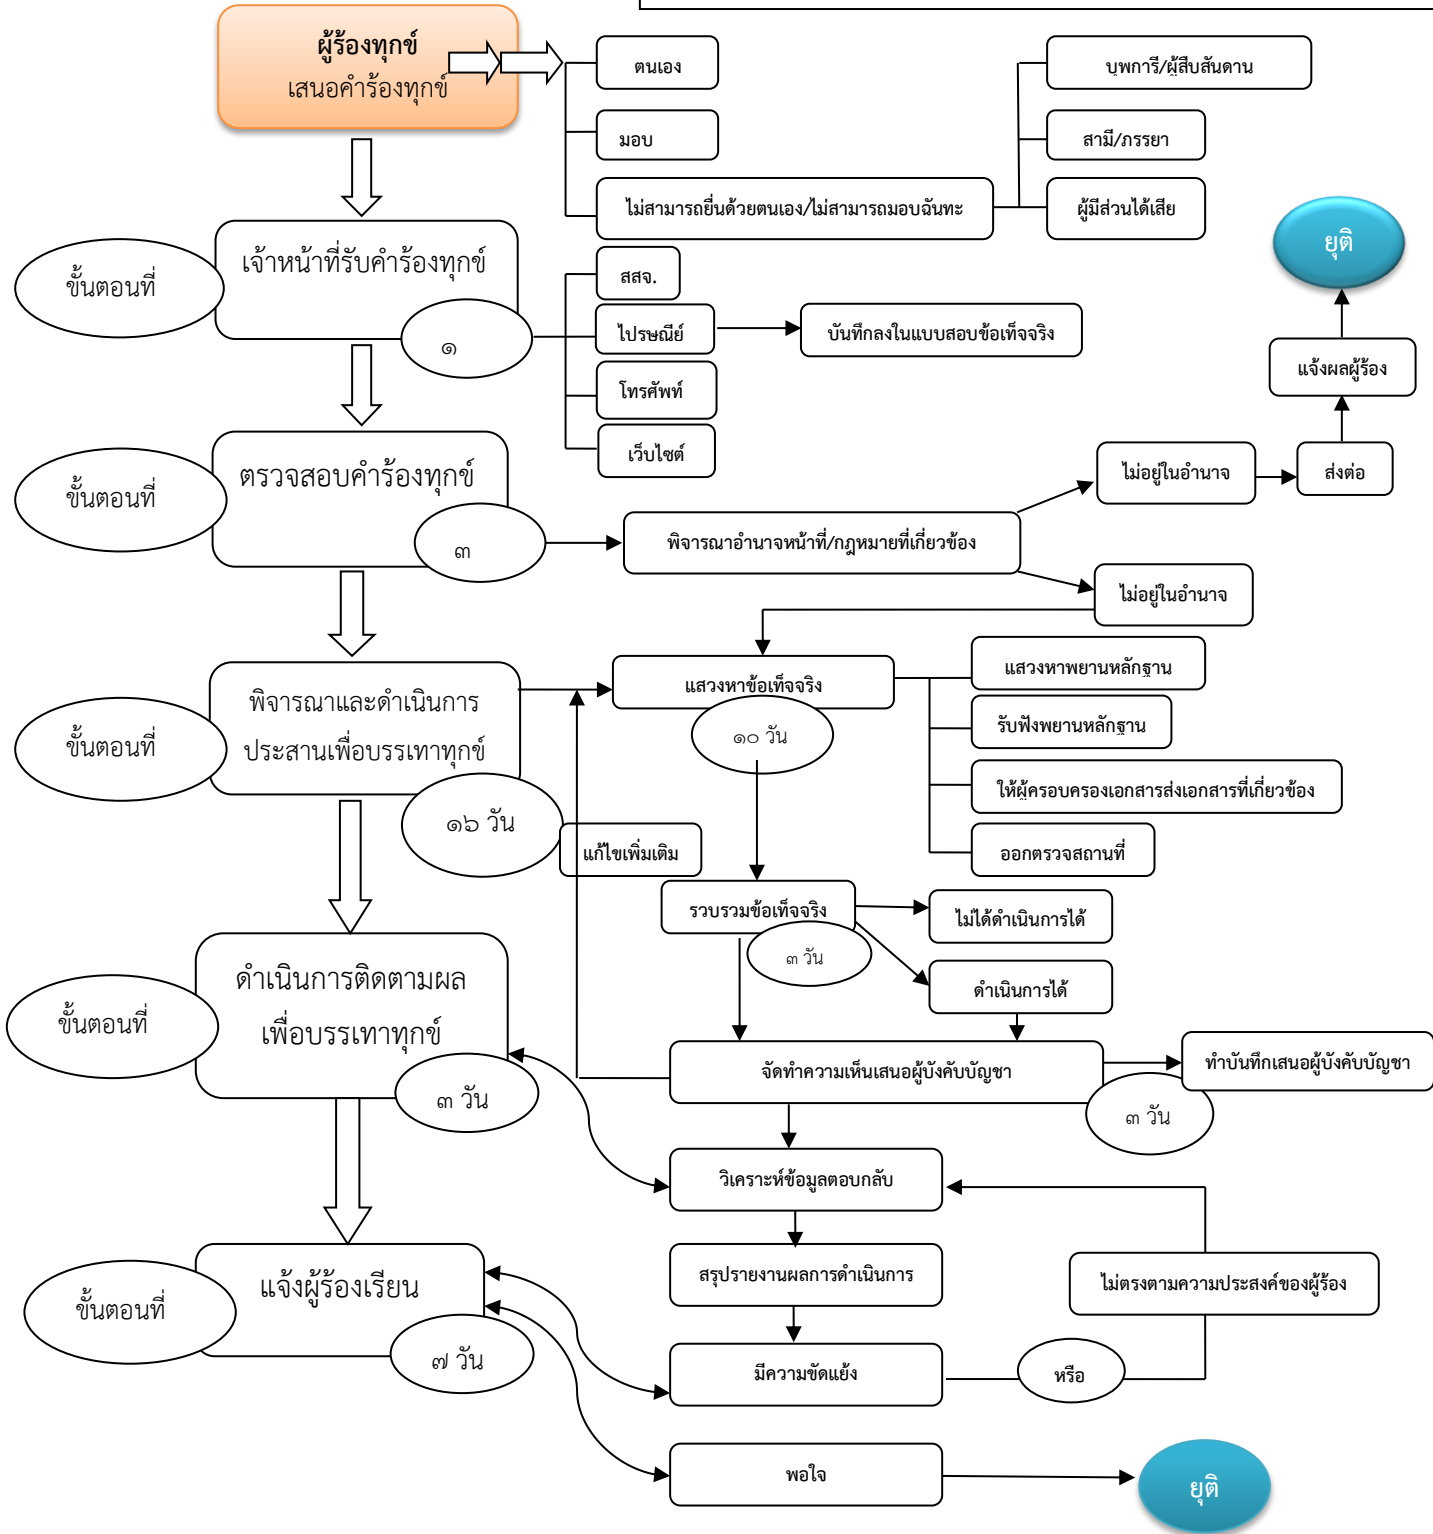 ผู้ร้องทุกข์
เสนอคำร้องทุกข์
ตนเอง
มอบ
ไม่สามารถยื่นด้วยตนเอง/ไม่สามารถมอบฉันทะ
บุพการี/ผู้สืบสันดาน
สามี/ภรรยา
ผู้มีส่วนได้เสีย
ยุติ
ขั้นตอนที่
เจ้าหน้าที่รับคำร้องทุกข์
๑
สสจ.
ไปรษณีย์
โทรศัพท์
เว็บไซต์
บันทึกลงในแบบสอบข้อเท็จจริง
แจ้งผลผู้ร้อง
ขั้นตอนที่
ตรวจสอบคำร้องทุกข์
๓
พิจารณาอำนาจหน้าที่/กฎหมายที่เกี่ยวข้อง
ไม่อยู่ในอำนาจ
ส่งต่อ
ไม่อยู่ในอำนาจ
ขั้นตอนที่
พิจารณาและดำเนินการ
ประสานเพื่อบรรเทาทุกข์
๑๖ วัน
แสวงหาข้อเท็จจริง
๑๐ วัน
แสวงหาพยานหลักฐาน
รับฟังพยานหลักฐาน
ให้ผู้ครอบครองเอกสารส่งเอกสารที่เกี่ยวข้อง
ออกตรวจสถานที่
แก้ไขเพิ่มเติม
รวบรวมข้อเท็จจริง
๓ วัน
ไม่ได้ดำเนินการได้
ดำเนินการได้
ขั้นตอนที่
ดำเนินการติดตามผล
เพื่อบรรเทาทุกข์
๓ วัน
จัดทำความเห็นเสนอผู้บังคับบัญชา
๓ วัน
ทำบันทึกเสนอผู้บังคับบัญชา
วิเคราะห์ข้อมูลตอบกลับ
สรุปรายงานผลการดำเนินการ
ไม่ตรงตามความประสงค์ของผู้ร้อง
ขั้นตอนที่
แจ้งผู้ร้องเรียน
๗ วัน
มีความขัดแย้ง
หรือ
พอใจ
ยุติ